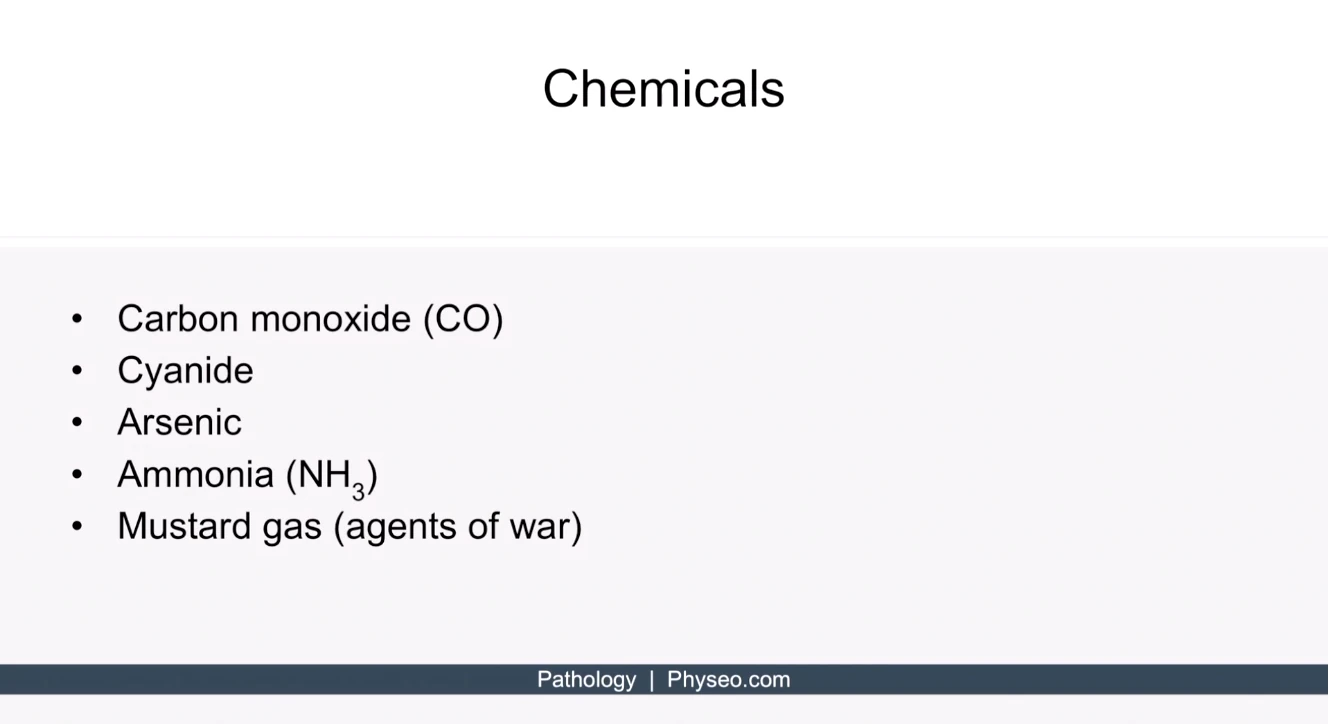 Chemicals
• Carbon monoxide (CO)
• Cyanide
• Arsenic
• Ammonia (NH₃)
• Mustard gas (agents of war)
Pathology | Physeo.com